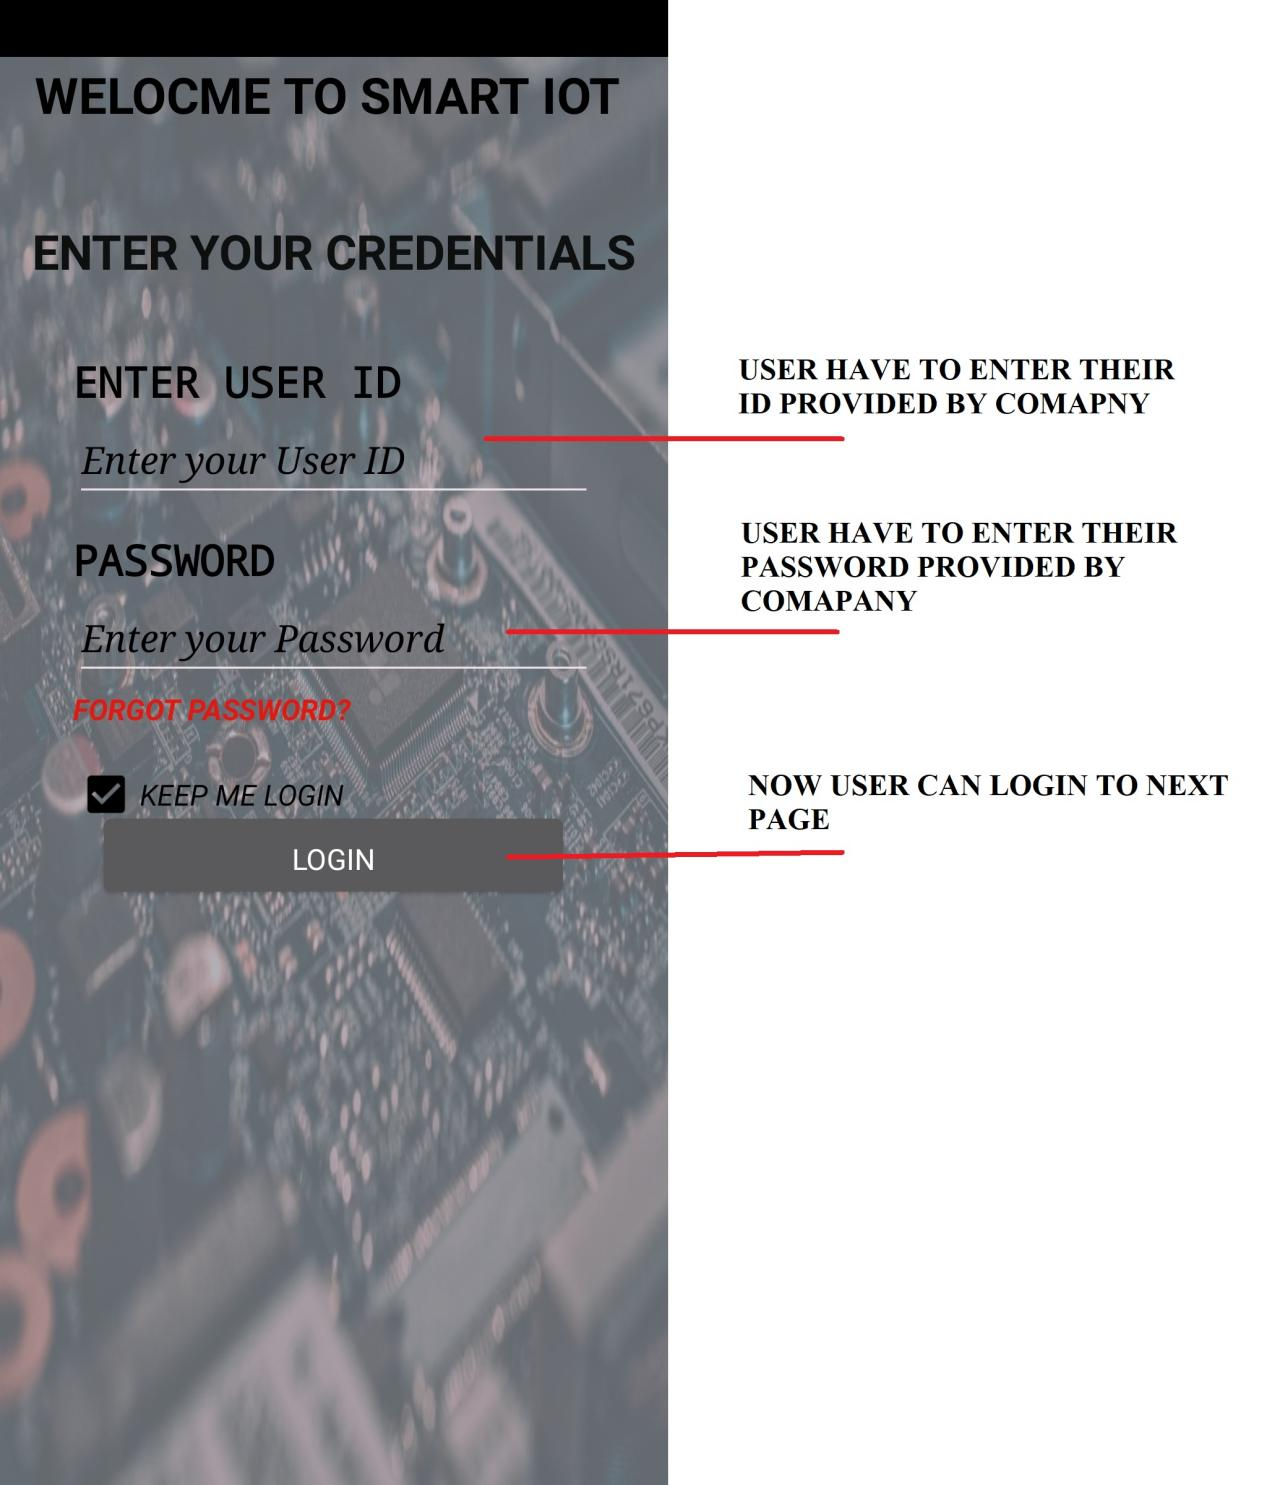 WELOCME TO SMART IOT
ENTER YOUR CREDENTIALS
ENTER USER ID
Enter your User ID
PASSWORD
Enter your Password
FORGOT PASSWORD?
KEEP ME LOGIN
LOGIN
USER HAVE TO ENTER THEIR
ID PROVIDED BY COMAPNY
USER HAVE TO ENTER THEIR
PASSWORD PROVIDED BY
COMAPANY
NOW USER CAN LOGIN TO NEXT
PAGE